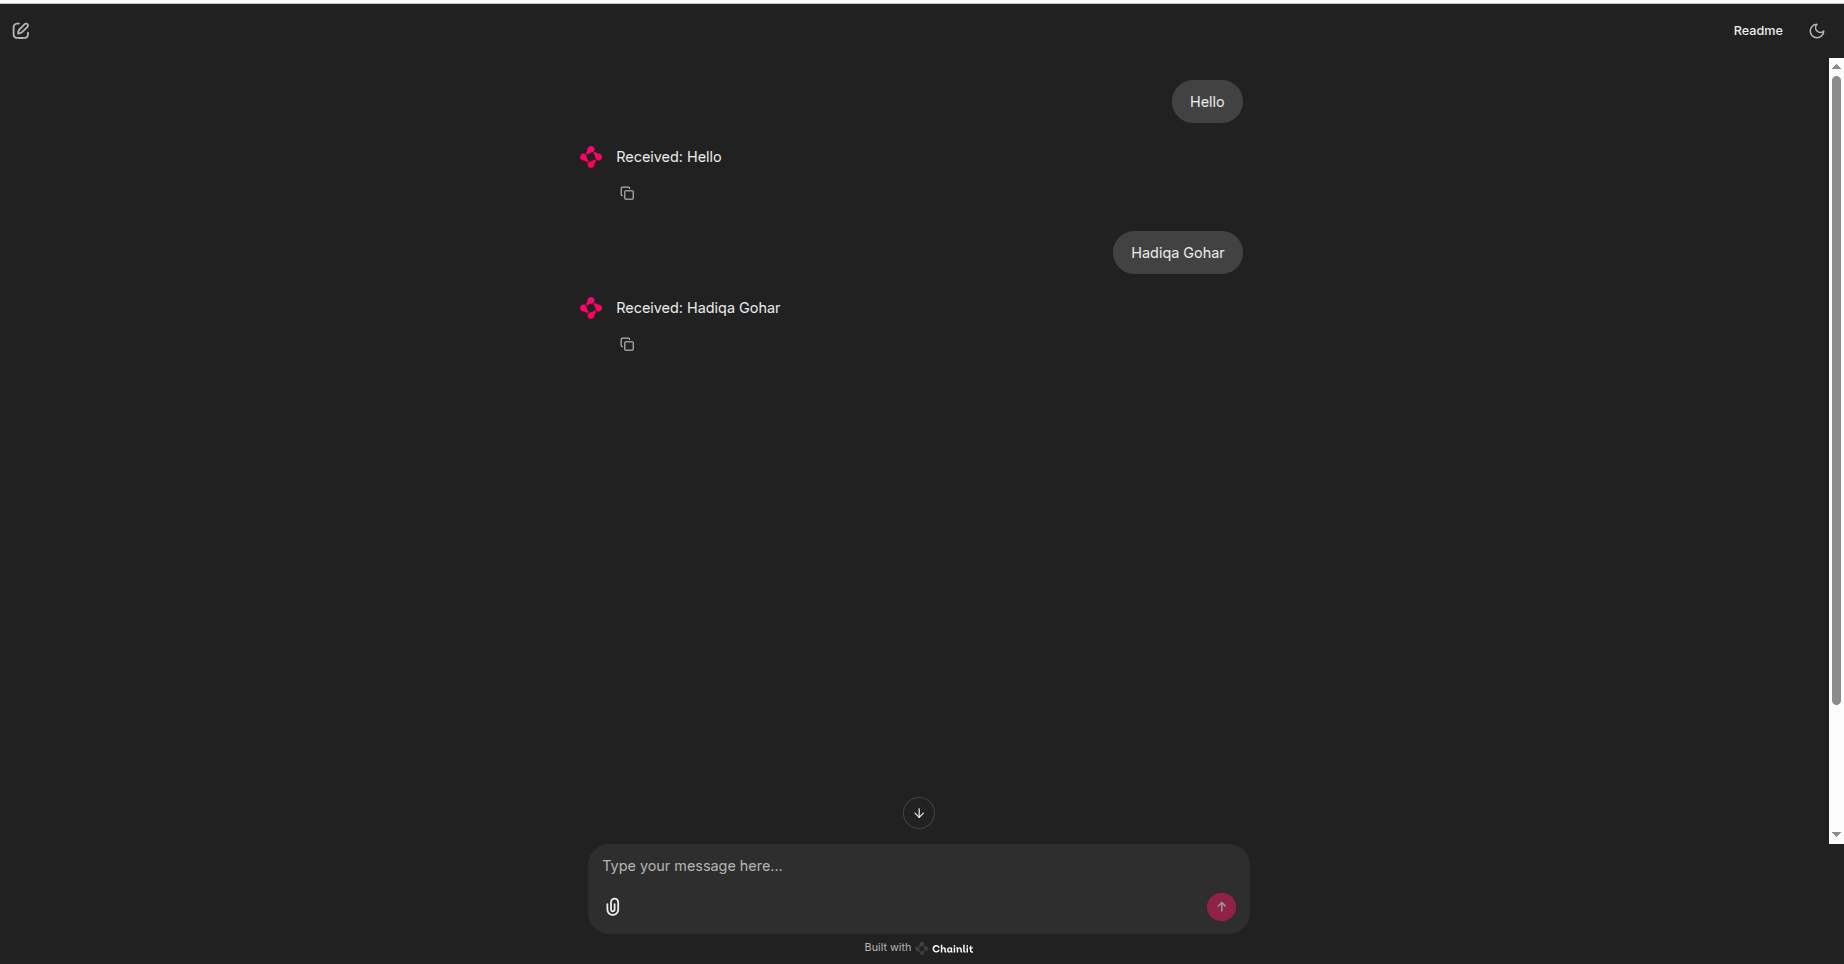 Readme
Hello
Received: Hello
Hadiqa Gohar
Received: Hadiqa Gohar
Type your message here...
Built with Chainlit